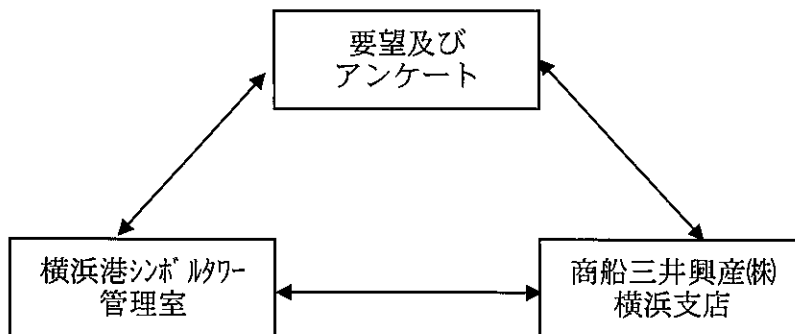 要望及び
アンケート
横浜港ｼﾝﾎﾞﾙﾀﾜｰ
管理室
商船三井興産㈱
横浜支店